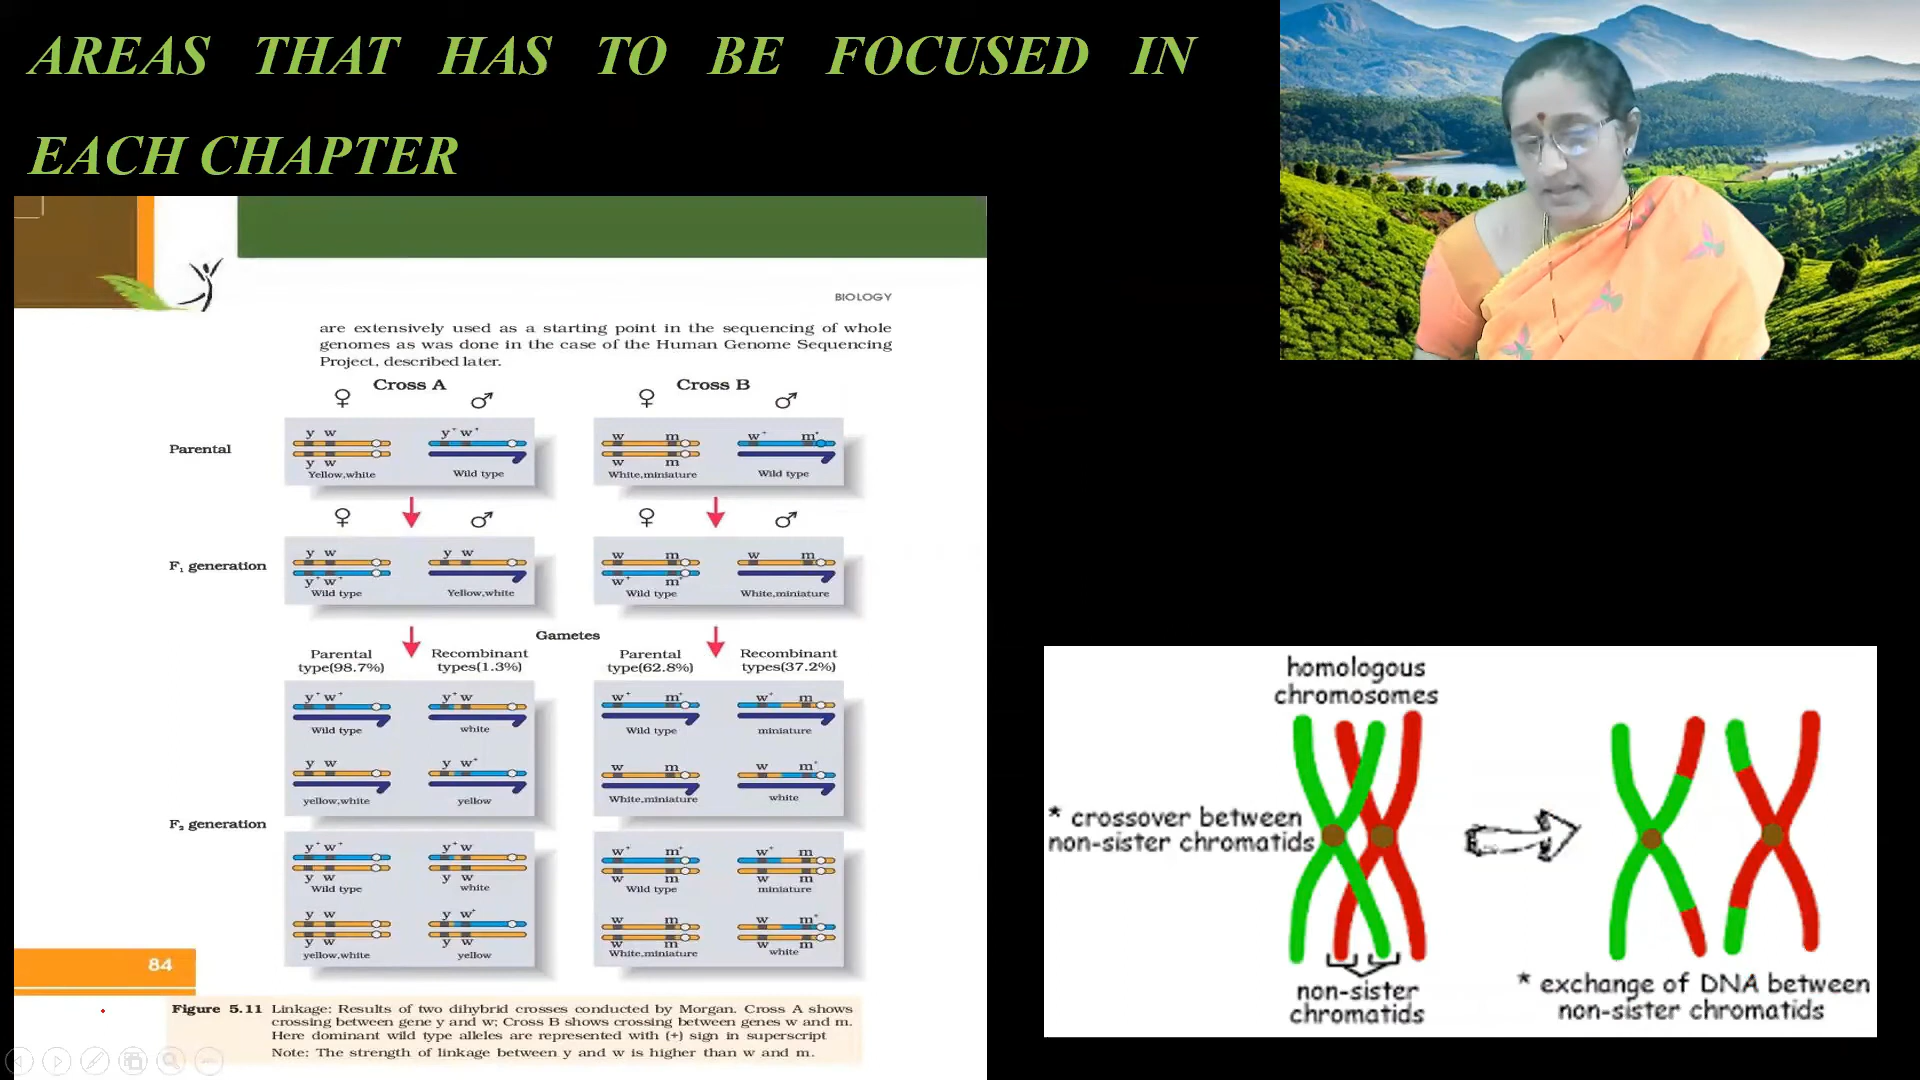 AREAS THAT HAS TO BE FOCUSED IN
EACH CHAPTER
BIOLOGY
are extensively used as a starting point in the sequencing of whole
genomes as was done in the case of the Human Genome Sequencing
Project, described later.
Cross A Cross B
♀ ♂ ♀ ♂
Parental
y w y⁺ w⁺ w m w⁺ m⁺
y w w m
Yellow,white Wild type White,miniature Wild type
♀ ♂ ♀ ♂
F₁ generation
y w y w w m w m
y⁺ w⁺ w⁺ m⁺
Wild type Yellow,white Wild type White,miniature
Gametes
Parental Recombinant Parental Recombinant
type(98.7%) types(1.3%) type(62.8%) types(37.2%)
y⁺ w⁺ y⁺ w w⁺ m⁺ w⁺ m
Wild type white Wild type miniature
y w y w⁺ w m w m⁺
yellow,white yellow White,miniature white
F₂ generation
y⁺ w⁺ y⁺ w w⁺ m⁺ w⁺ m
y w y w w m w m
Wild type white Wild type miniature
y w y w⁺ w m w m⁺
y w y w w m w m
yellow,white yellow White,miniature white
84
Figure 5.11 Linkage: Results of two dihybrid crosses conducted by Morgan. Cross A shows
crossing between gene y and w; Cross B shows crossing between genes w and m.
Here dominant wild type alleles are represented with (+) sign in superscript
Note: The strength of linkage between y and w is higher than w and m.
homologous
chromosomes
* crossover between
non-sister chromatids
non-sister
chromatids
* exchange of DNA between
non-sister chromatids